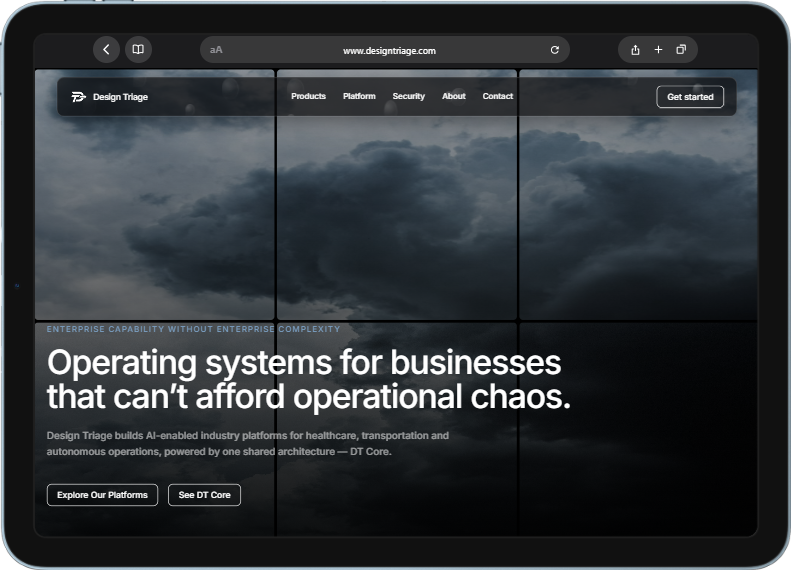 aA
www.designtriage.com
Design Triage
Products
Platform
Security
About
Contact
Get started
ENTERPRISE CAPABILITY WITHOUT ENTERPRISE COMPLEXITY
Operating systems for businesses
that can’t afford operational chaos.
Design Triage builds AI-enabled industry platforms for healthcare, transportation and
autonomous operations, powered by one shared architecture — DT Core.
Explore Our Platforms
See DT Core